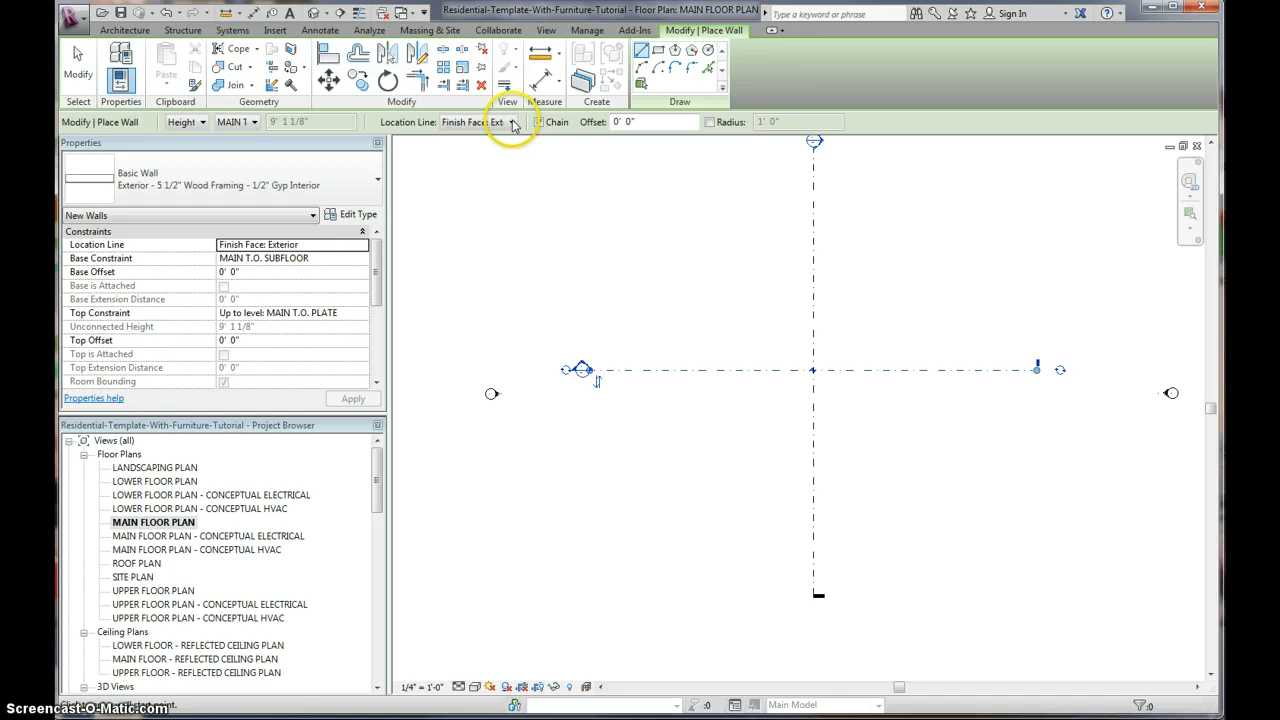 Residential-Template-With-Furniture-Tutorial - Floor Plan: MAIN FLOOR PLAN
Type a keyword or phrase
Sign In
Architecture Structure Systems Insert Annotate Analyze Massing & Site Collaborate View Manage Add-Ins Modify | Place Wall
Modify
Paste
Cope
Cut
Join
Select Properties Clipboard Geometry Modify View Measure Create Draw
Modify | Place Wall Height MAIN T 9' 1 1/8" Location Line: Finish Face: Ext Chain Offset: 0' 0" Radius: 1' 0"
Properties
Basic Wall
Exterior - 5 1/2" Wood Framing - 1/2" Gyp Interior
New Walls Edit Type
Constraints
Location Line Finish Face: Exterior
Base Constraint MAIN T.O. SUBFLOOR
Base Offset 0' 0"
Base is Attached
Base Extension Distance 0' 0"
Top Constraint Up to level: MAIN T.O. PLATE
Unconnected Height 9' 1 1/8"
Top Offset 0' 0"
Top is Attached
Top Extension Distance 0' 0"
Room Bounding
Properties help Apply
Residential-Template-With-Furniture-Tutorial - Project Browser
Views (all)
Floor Plans
LANDSCAPING PLAN
LOWER FLOOR PLAN
LOWER FLOOR PLAN - CONCEPTUAL ELECTRICAL
LOWER FLOOR PLAN - CONCEPTUAL HVAC
MAIN FLOOR PLAN
MAIN FLOOR PLAN - CONCEPTUAL ELECTRICAL
MAIN FLOOR PLAN - CONCEPTUAL HVAC
ROOF PLAN
SITE PLAN
UPPER FLOOR PLAN
UPPER FLOOR PLAN - CONCEPTUAL ELECTRICAL
UPPER FLOOR PLAN - CONCEPTUAL HVAC
Ceiling Plans
LOWER FLOOR - REFLECTED CEILING PLAN
MAIN FLOOR - REFLECTED CEILING PLAN
UPPER FLOOR - REFLECTED CEILING PLAN
3D Views
1/4" = 1'-0"
:0 Main Model :0
Screencast-O-Matic.com